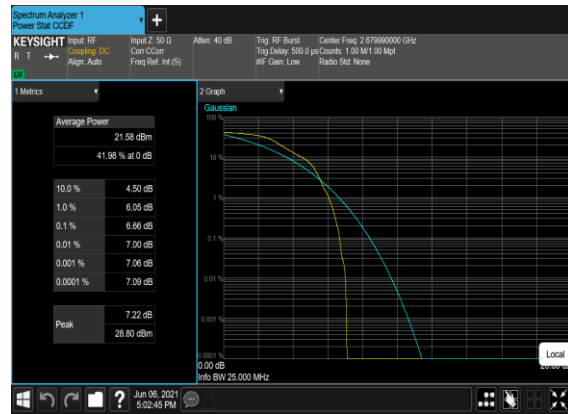 Spectrum Analyzer 1
Power Stat CCDF
KEYSIGHT
R T
LXI
Input: RF
Coupling: DC
Align: Auto
Input Z: 50 Ω
Corr CCorr
Freq Ref: Int (S)
Atten: 40 dB
Trig: RF Burst
Trig Delay: 500.0 µs
#IF Gain: Low
Center Freq: 2.679990000 GHz
Counts: 1.00 M/1.00 Mpt
Radio Std: None
1 Metrics
Average Power
21.58 dBm
41.98 % at 0 dB
10.0 % 4.50 dB
1.0 % 6.05 dB
0.1 % 6.66 dB
0.01 % 7.00 dB
0.001 % 7.06 dB
0.0001 % 7.09 dB
Peak
7.22 dB
28.80 dBm
2 Graph
Gaussian
100 %
10 %
1 %
0.1 %
0.01 %
0.001 %
0.0001 %
0.00 dB
Info BW 25.000 MHz
Local
Jun 06, 2021
5:02:45 PM